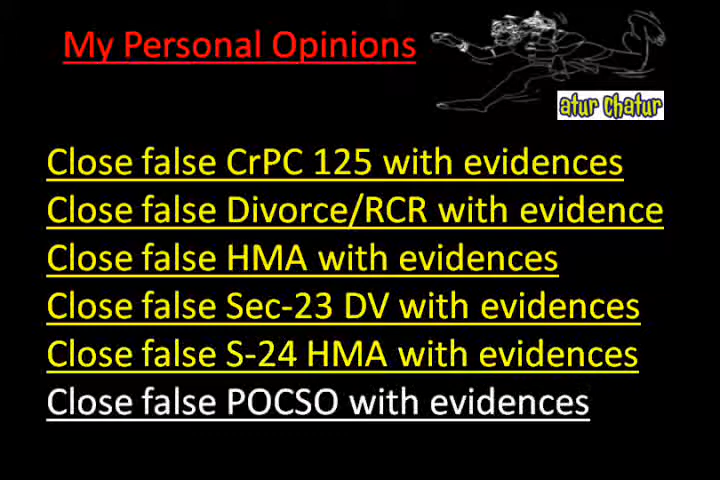 My Personal Opinions
atur Chatur
Close false CrPC 125 with evidences
Close false Divorce/RCR with evidence
Close false HMA with evidences
Close false Sec-23 DV with evidences
Close false S-24 HMA with evidences
Close false POCSO with evidences